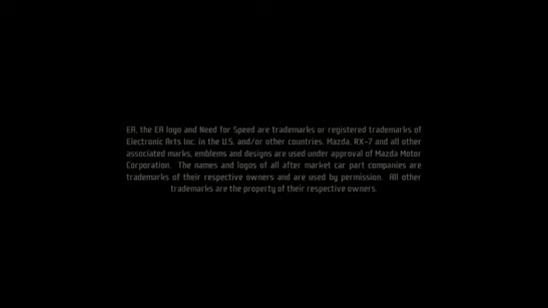 EA, the EA logo and Need for Speed are trademarks or registered trademarks of
Electronic Arts Inc. in the U.S. and/or other countries. Mazda, RX-7 and all other
associated marks, emblems and designs are used under approval of Mazda Motor
Corporation. The names and logos of all after market car part companies are
trademarks of their respective owners and are used by permission. All other
trademarks are the property of their respective owners.